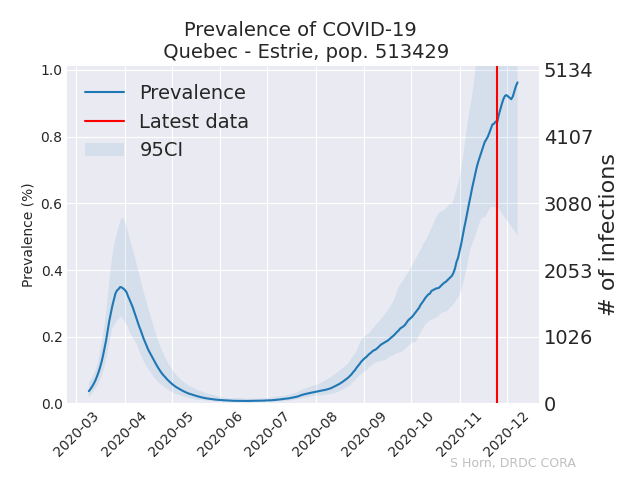 Prevalence of COVID-19
Quebec - Estrie, pop. 513429
Prevalence
Latest data
95CI
Prevalence (%)
1.0
0.8
0.6
0.4
0.2
0.0
5134
4107
3080
2053
1026
0
# of infections
2020-03
2020-04
2020-05
2020-06
2020-07
2020-08
2020-09
2020-10
2020-11
2020-12
S Horn, DRDC CORA